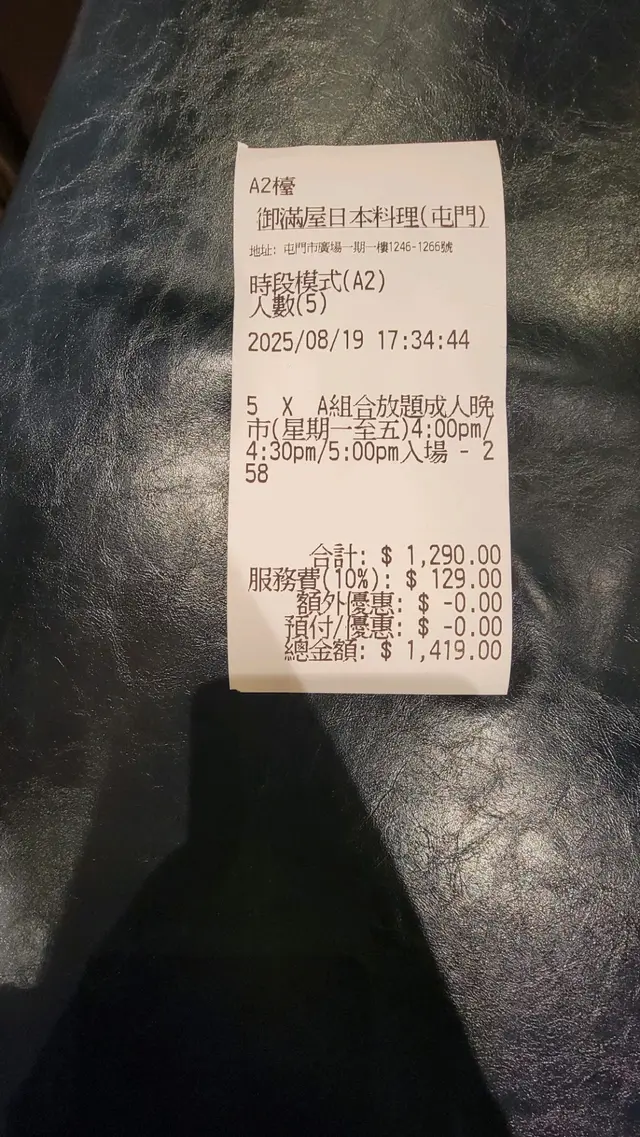 A2檯
御滿屋日本料理(屯門)
地址: 屯門市廣場一期一樓1246-1266號
時段模式(A2)
人數(5)
2025/08/19 17:34:44
5 X A組合放題成人晚
市(星期一至五)4:00pm/
4:30pm/5:00pm入場 - 2
58
合計: $ 1,290.00
服務費(10%): $ 129.00
額外優惠: $ -0.00
預付/優惠: $ -0.00
總金額: $ 1,419.00